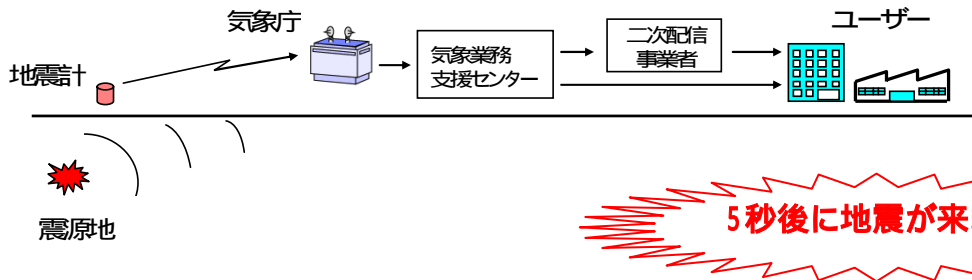 気象庁
ユーザー
地震計
気象業務
支援センター
二次配信
事業者
震源地
5秒後に地震が来